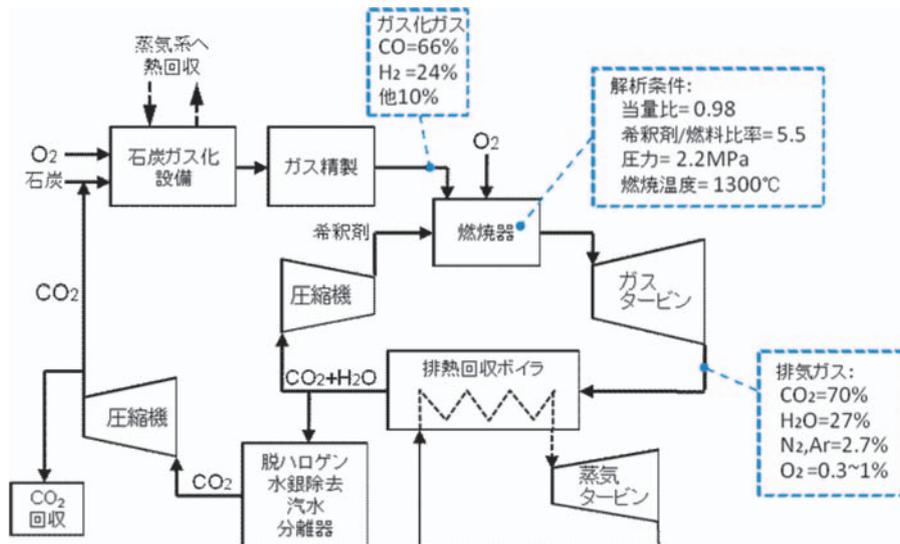 ガス化ガス
CO=66%
H₂=24%
他10%
解析条件:
当量比=0.98
希釈剤/燃料比率=5.5
圧力=2.2MPa
燃焼温度=1300℃
蒸気系へ
熱回収
O₂
石炭
石炭ガス化
設備
ガス精製
O₂
希釈剤
燃焼器
圧縮機
ガス
タービン
CO₂
CO₂+H₂O
排熱回収ボイラ
排気ガス:
CO₂=70%
H₂O=27%
N₂,Ar=2.7%
O₂=0.3~1%
圧縮機
CO₂
脱ハロゲン
水銀除去
汽水
分離器
蒸気
タービン
CO₂
回収